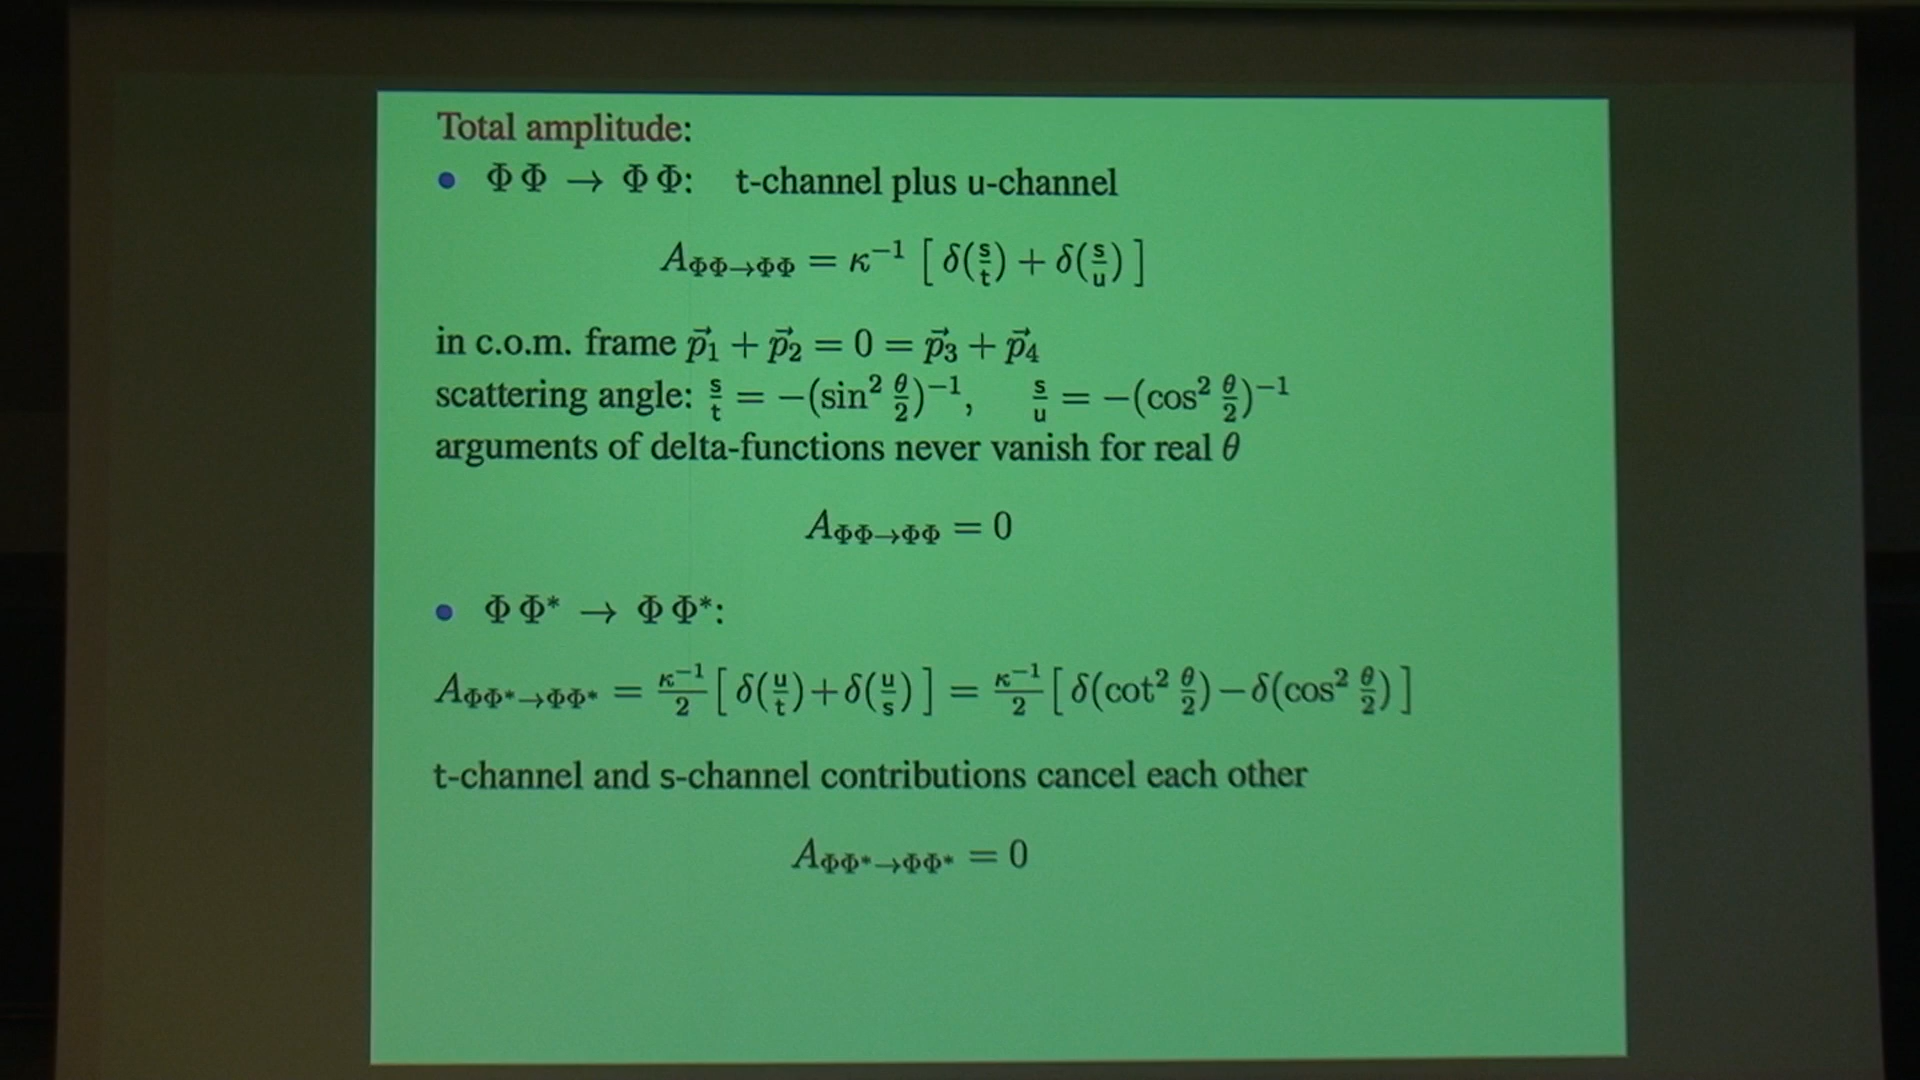 Total amplitude:
• Φ Φ → Φ Φ: t-channel plus u-channel
A_{ΦΦ→ΦΦ} = κ⁻¹ [ δ(s/t) + δ(s/u) ]
in c.o.m. frame p⃗₁ + p⃗₂ = 0 = p⃗₃ + p⃗₄
scattering angle: s/t = −(sin² θ/2)⁻¹, s/u = −(cos² θ/2)⁻¹
arguments of delta-functions never vanish for real θ
A_{ΦΦ→ΦΦ} = 0
• Φ Φ* → Φ Φ*:
A_{ΦΦ*→ΦΦ*} = κ⁻¹/2 [ δ(u/t) + δ(u/s) ] = κ⁻¹/2 [ δ(cot² θ/2) − δ(cos² θ/2) ]
t-channel and s-channel contributions cancel each other
A_{ΦΦ*→ΦΦ*} = 0